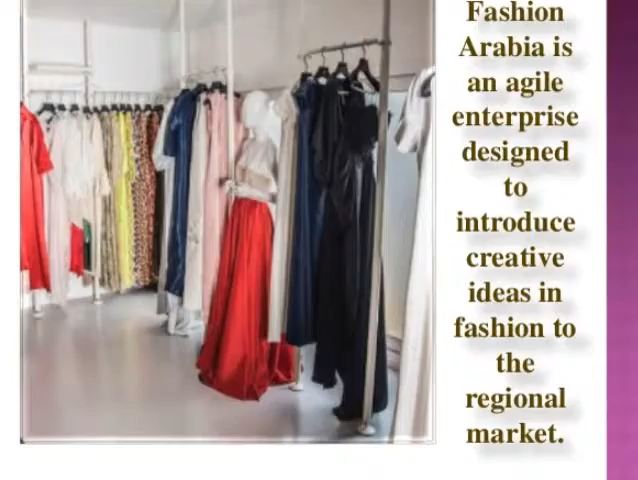 Fashion
Arabia is
an agile
enterprise
designed
to
introduce
creative
ideas in
fashion to
the
regional
market.